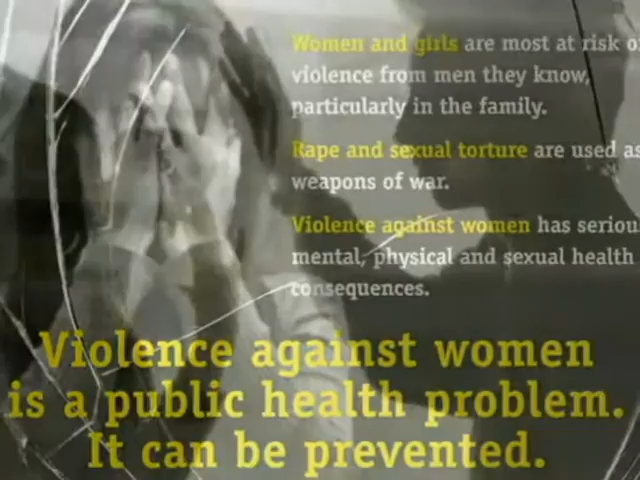 Women and girls are most at risk o
violence from men they know,
particularly in the family.
Rape and sexual torture are used as
weapons of war.
Violence against women has seriou
mental, physical and sexual health
consequences.
Violence against women
is a public health problem.
It can be prevented.